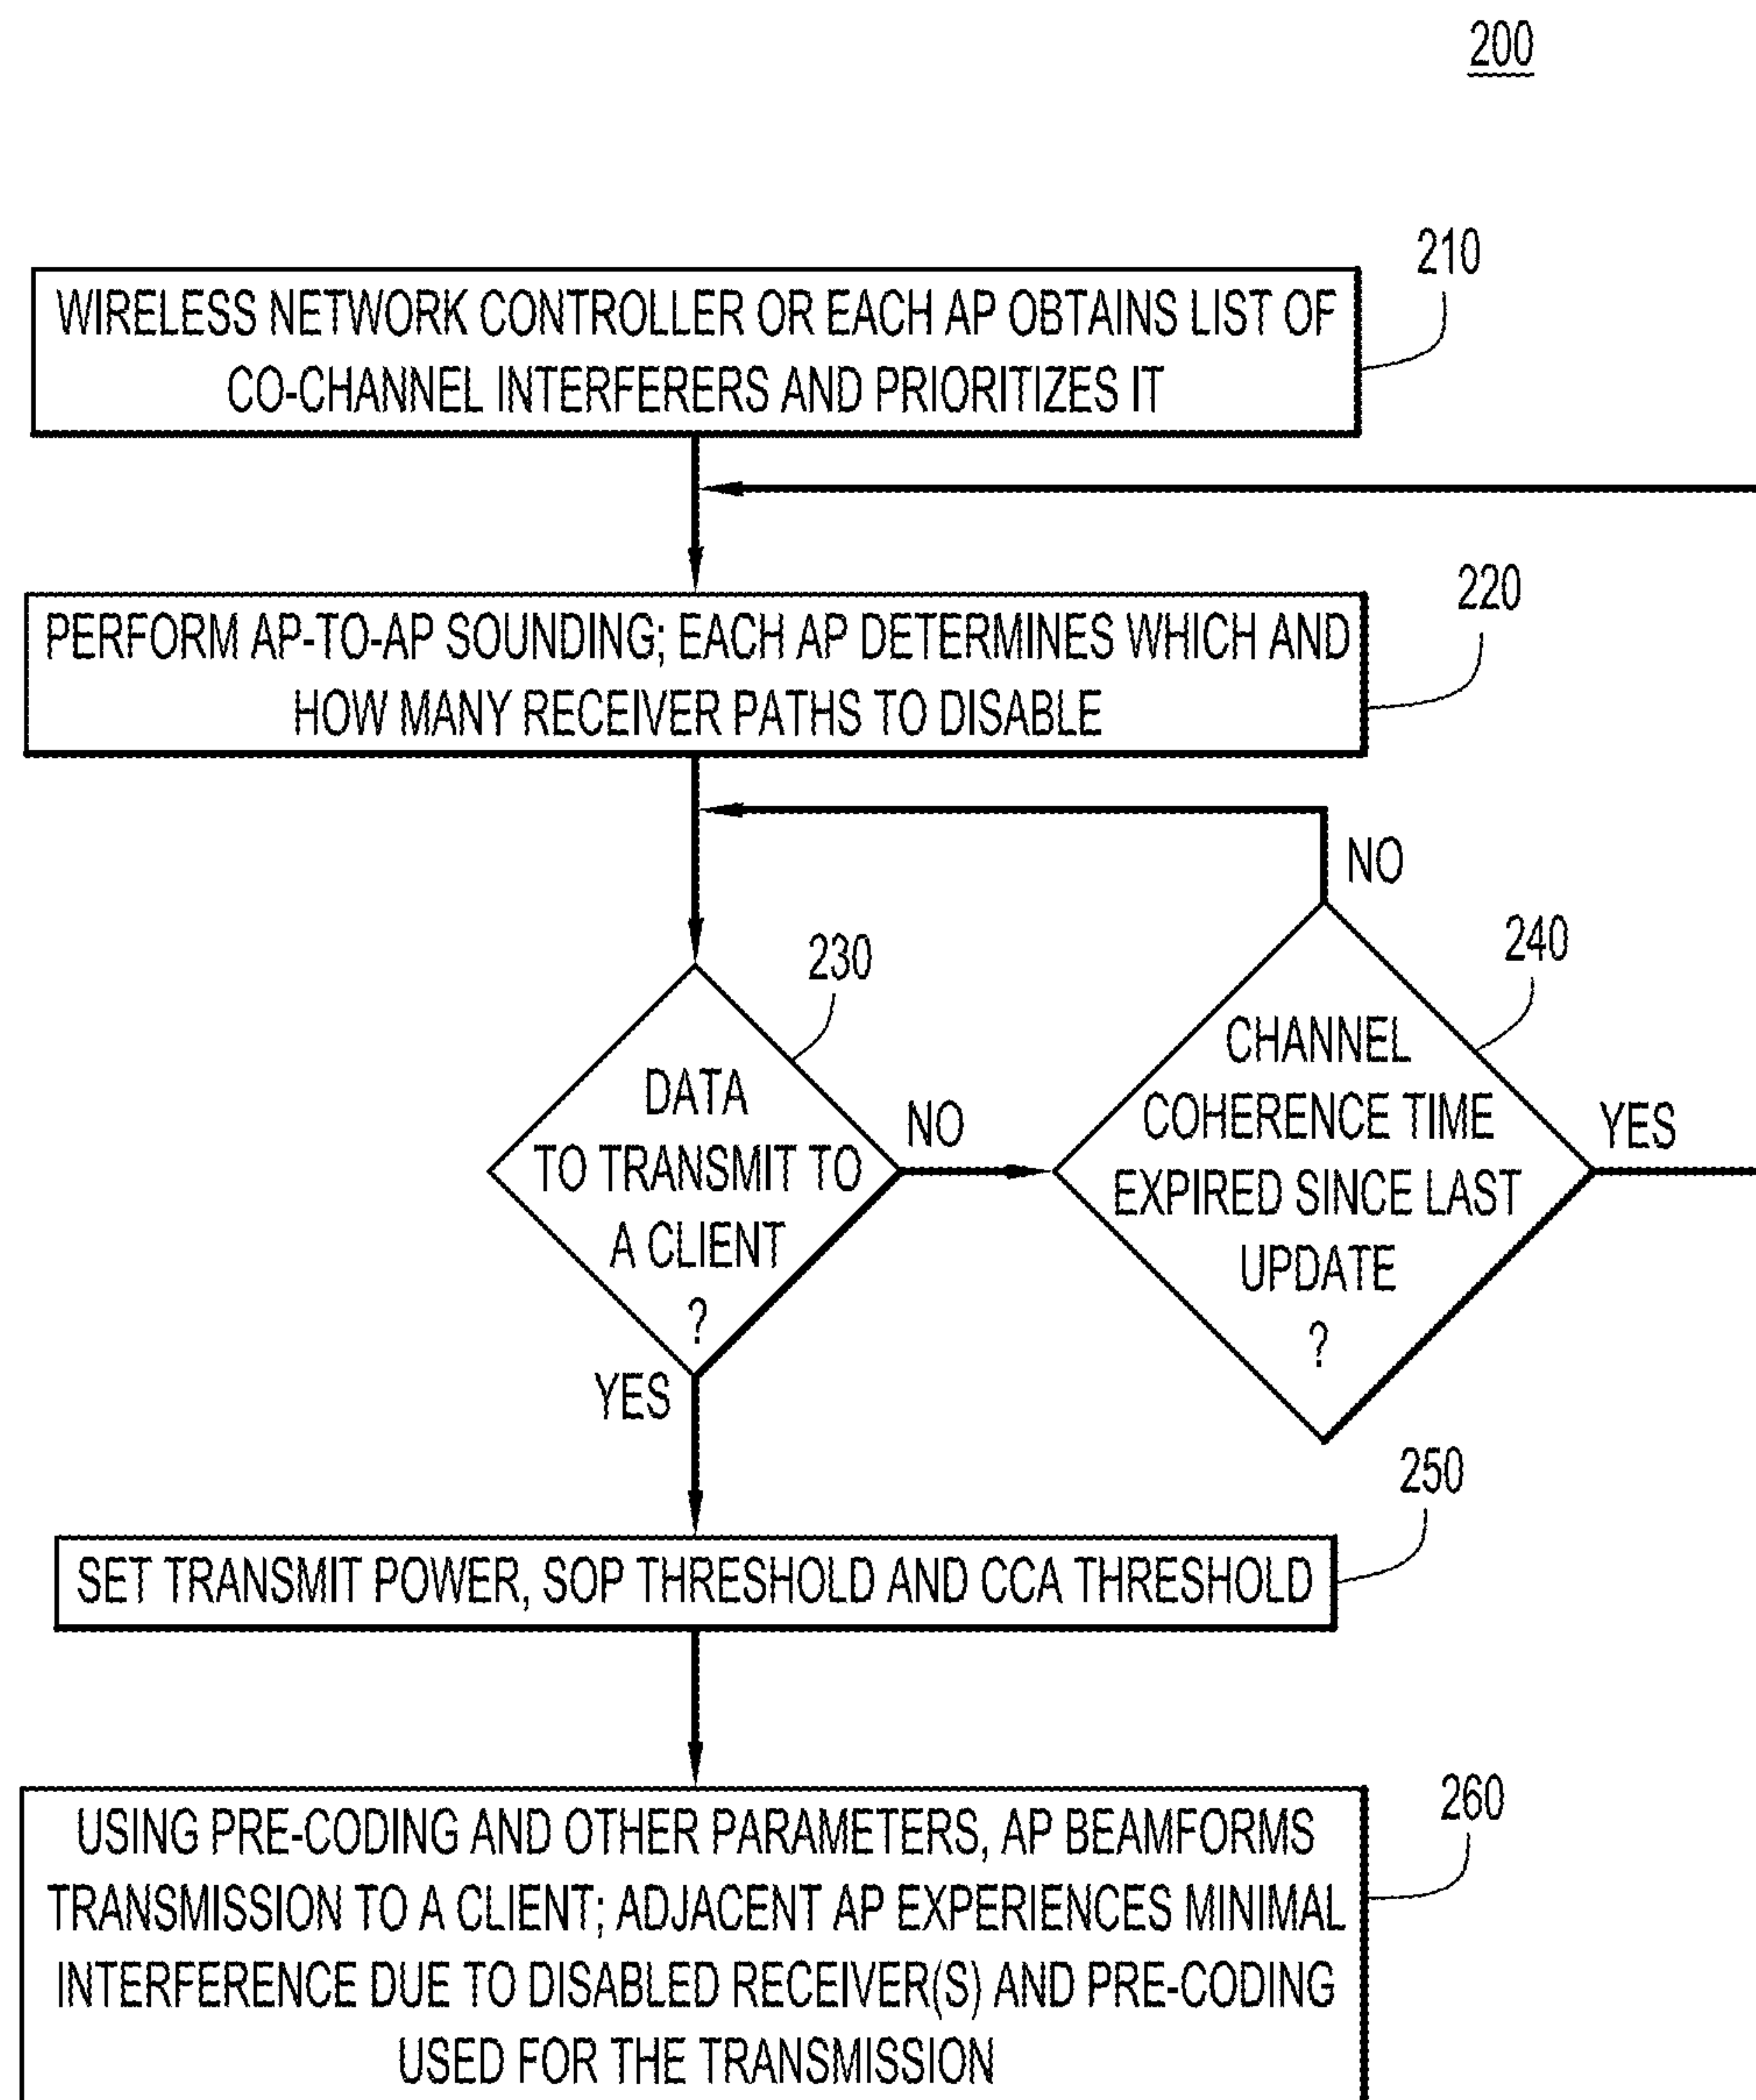 200
210
WIRELESS NETWORK CONTROLLER OR EACH AP OBTAINS LIST OF
CO-CHANNEL INTERFERERS AND PRIORITIZES IT
220
PERFORM AP-TO-AP SOUNDING; EACH AP DETERMINES WHICH AND
HOW MANY RECEIVER PATHS TO DISABLE
NO
230
240
DATA
TO TRANSMIT TO
A CLIENT
?
NO
CHANNEL
COHERENCE TIME
EXPIRED SINCE LAST
UPDATE
?
YES
YES
250
SET TRANSMIT POWER, SOP THRESHOLD AND CCA THRESHOLD
260
USING PRE-CODING AND OTHER PARAMETERS, AP BEAMFORMS
TRANSMISSION TO A CLIENT; ADJACENT AP EXPERIENCES MINIMAL
INTERFERENCE DUE TO DISABLED RECEIVER(S) AND PRE-CODING
USED FOR THE TRANSMISSION